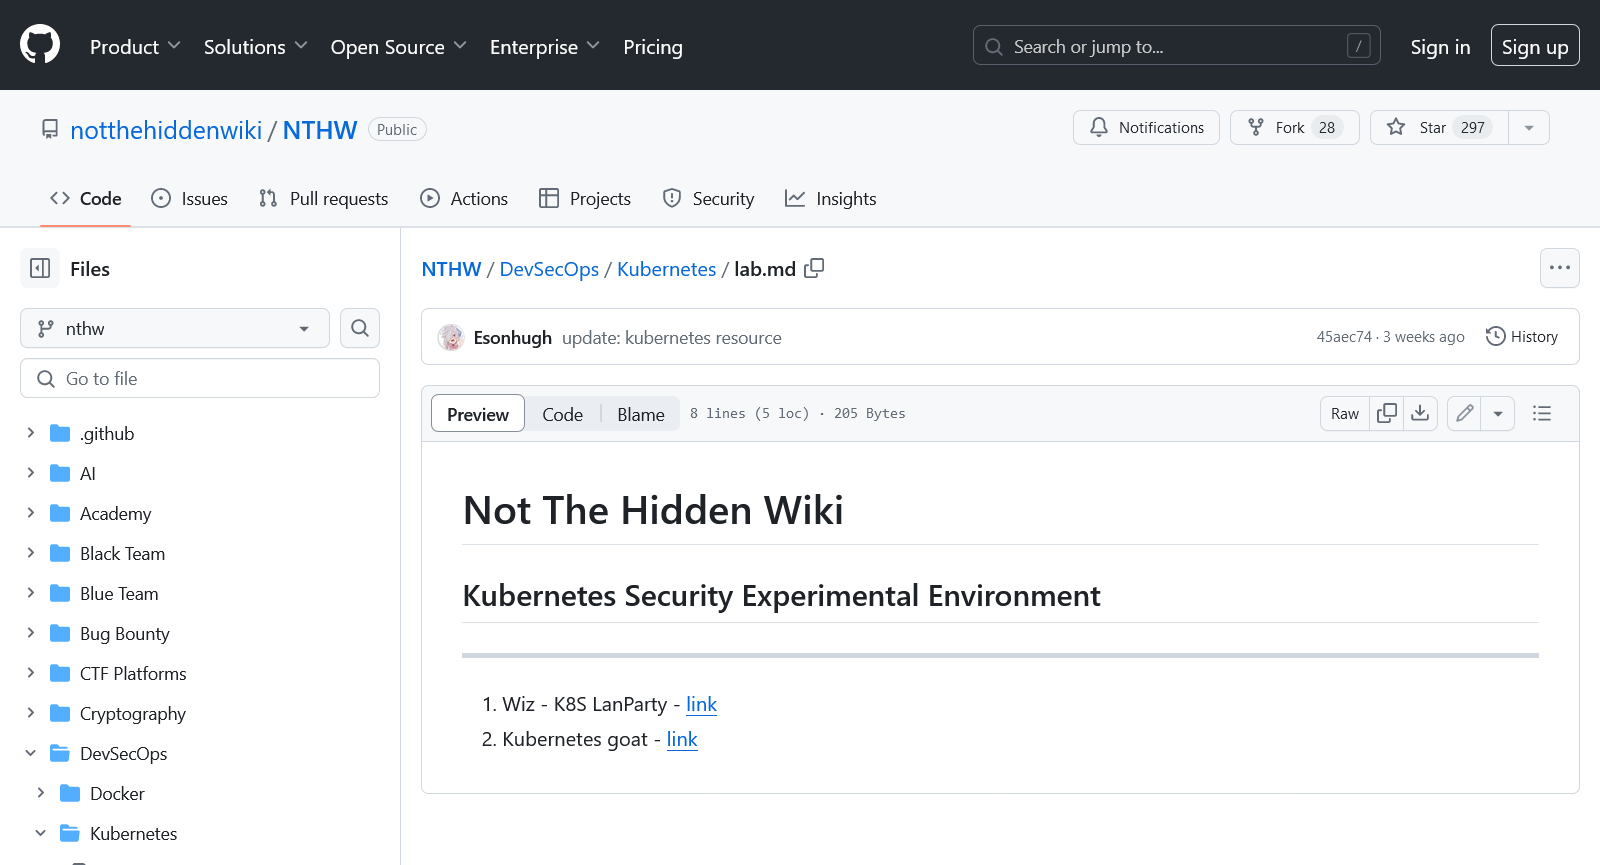 Product Solutions Open Source Enterprise Pricing Search or jump to... / Sign in Sign up
notthehiddenwiki / NTHW Public Notifications Fork 28 Star 297
Code Issues Pull requests Actions Projects Security Insights
Files
nthw
Go to file
.github
AI
Academy
Black Team
Blue Team
Bug Bounty
CTF Platforms
Cryptography
DevSecOps
Docker
Kubernetes
NTHW / DevSecOps / Kubernetes / lab.md
Esonhugh update: kubernetes resource 45aec74 · 3 weeks ago History
Preview Code Blame 8 lines (5 loc) · 205 Bytes Raw
Not The Hidden Wiki
Kubernetes Security Experimental Environment
1. Wiz - K8S LanParty - link
2. Kubernetes goat - link